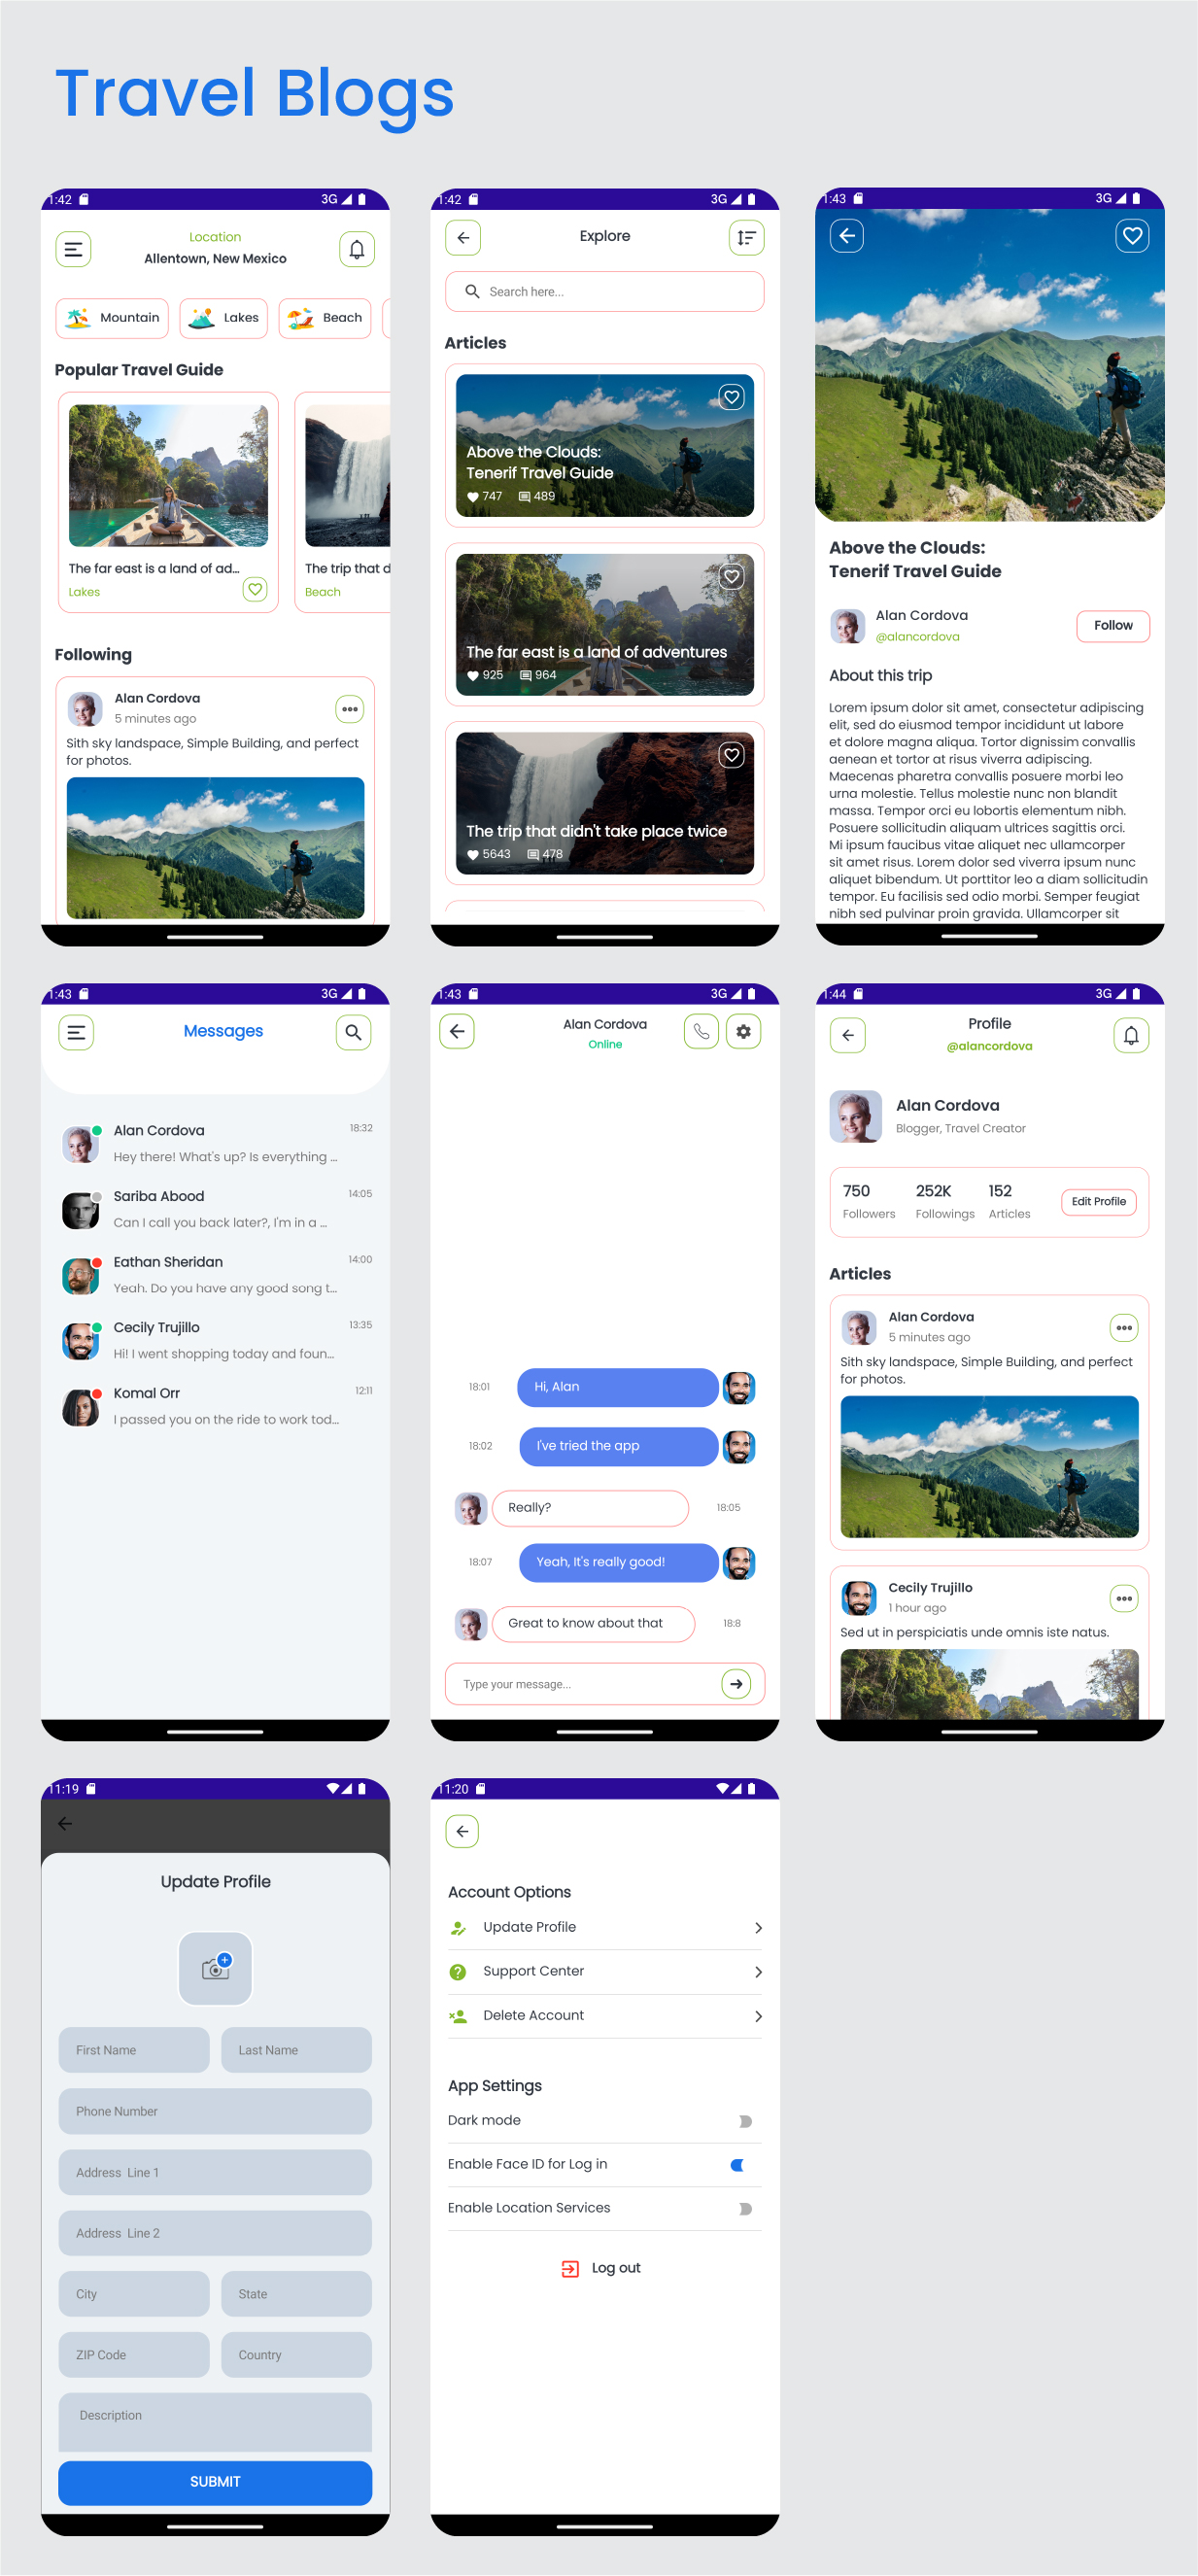 Travel Blogs
1:42
3G
Location
Allentown, New Mexico
Mountain
Lakes
Beach
Popular Travel Guide
The far east is a land of ad...
Lakes
The trip that d
Beach
Following
Alan Cordova
5 minutes ago
Sith sky landspace, Simple Building, and perfect
for photos.
1:42
3G
Explore
Search here...
Articles
Above the Clouds:
Tenerif Travel Guide
747
489
The far east is a land of adventures
925
964
The trip that didn't take place twice
5643
478
1:43
3G
Above the Clouds:
Tenerif Travel Guide
Alan Cordova
@alancordova
Follow
About this trip
Lorem ipsum dolor sit amet, consectetur adipiscing
elit, sed do eiusmod tempor incididunt ut labore
et dolore magna aliqua. Tortor dignissim convallis
aenean et tortor at risus viverra adipiscing.
Maecenas pharetra convallis posuere morbi leo
urna molestie. Tellus molestie nunc non blandit
massa. Tempor orci eu lobortis elementum nibh.
Posuere sollicitudin aliquam ultrices sagittis orci.
Mi ipsum faucibus vitae aliquet nec ullamcorper
sit amet risus. Lorem dolor sed viverra ipsum nunc
aliquet bibendum. Ut porttitor leo a diam sollicitudin
tempor. Eu facilisis sed odio morbi. Semper feugiat
nibh sed pulvinar proin gravida. Ullamcorper sit
1:43
3G
Messages
Alan Cordova
18:32
Hey there! What's up? Is everything ...
Sariba Abood
14:05
Can I call you back later?, I'm in a ...
Eathan Sheridan
14:00
Yeah. Do you have any good song t...
Cecily Trujillo
13:35
Hi! I went shopping today and foun...
Komal Orr
12:11
I passed you on the ride to work tod...
1:43
3G
Alan Cordova
Online
18:01
Hi, Alan
18:02
I've tried the app
Really?
18:05
18:07
Yeah, It's really good!
Great to know about that
18:8
Type your message...
1:44
3G
Profile
@alancordova
Alan Cordova
Blogger, Travel Creator
750
252K
152
Followers
Followings
Articles
Edit Profile
Articles
Alan Cordova
5 minutes ago
Sith sky landspace, Simple Building, and perfect
for photos.
Cecily Trujillo
1 hour ago
Sed ut in perspiciatis unde omnis iste natus.
11:19
Update Profile
First Name
Last Name
Phone Number
Address  Line 1
Address  Line 2
City
State
ZIP Code
Country
Description
SUBMIT
11:20
Account Options
Update Profile
Support Center
Delete Account
App Settings
Dark mode
Enable Face ID for Log in
Enable Location Services
Log out